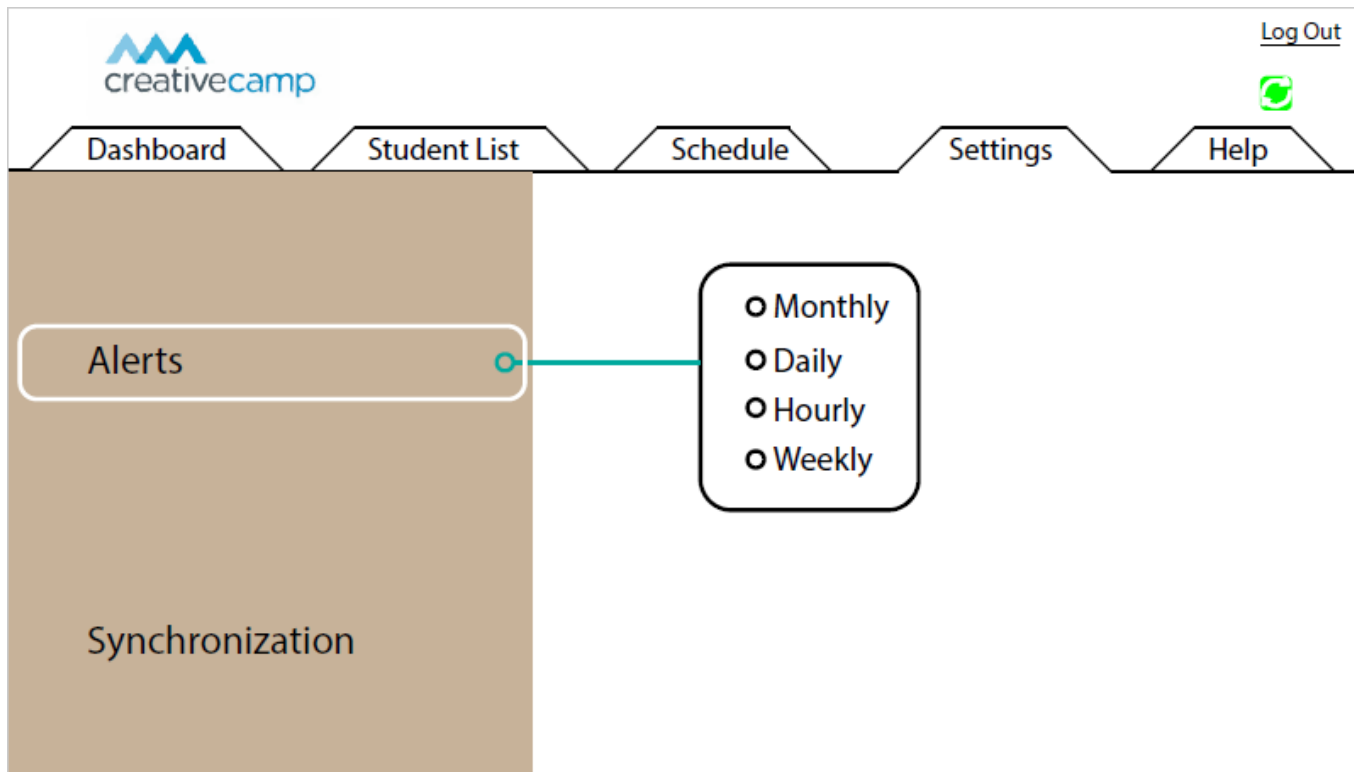 Log Out
creativecamp
Dashboard Student List Schedule Settings Help
Monthly
Alerts Daily
Hourly
Weekly
Synchronization